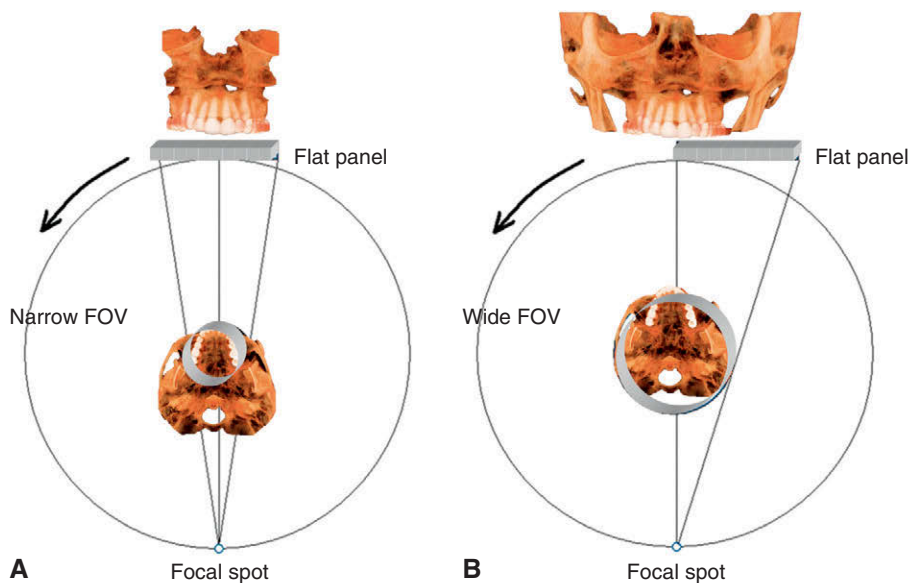 Flat panel
Narrow FOV
Focal spot
A
Flat panel
Wide FOV
Focal spot
B